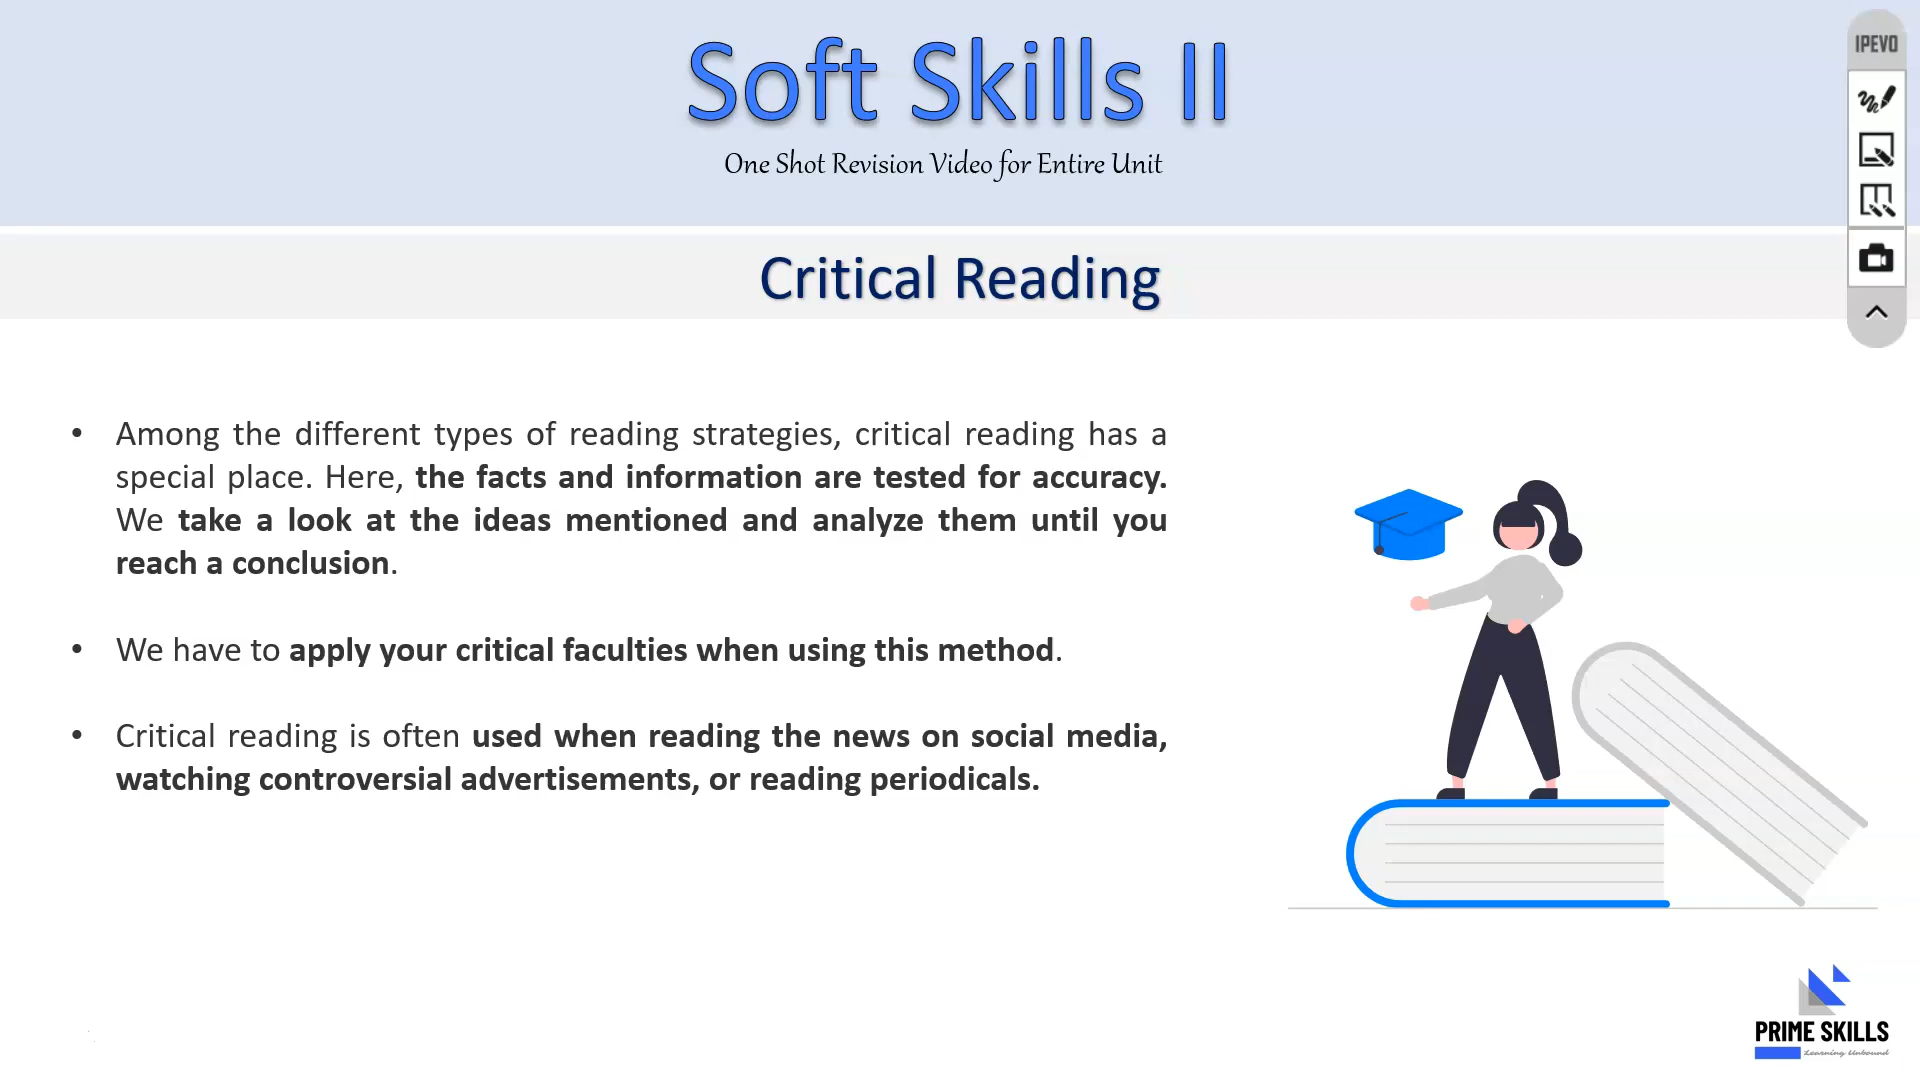 Soft Skills II
One Shot Revision Video for Entire Unit
IPEVO
Critical Reading
• Among the different types of reading strategies, critical reading has a
special place. Here, the facts and information are tested for accuracy.
We take a look at the ideas mentioned and analyze them until you
reach a conclusion.
• We have to apply your critical faculties when using this method.
• Critical reading is often used when reading the news on social media,
watching controversial advertisements, or reading periodicals.
PRIME SKILLS
Learning Unbound